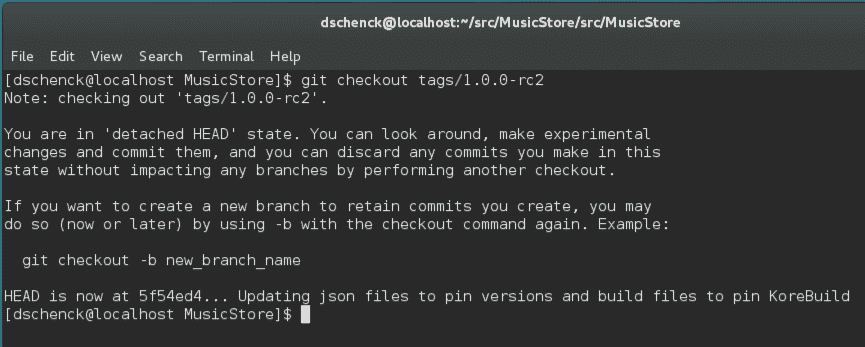 dschenck@localhost:~/src/MusicStore/src/MusicStore
File Edit View Search Terminal Help
[dschenck@localhost MusicStore]$ git checkout tags/1.0.0-rc2
Note: checking out 'tags/1.0.0-rc2'.
You are in 'detached HEAD' state. You can look around, make experimental
changes and commit them, and you can discard any commits you make in this
state without impacting any branches by performing another checkout.
If you want to create a new branch to retain commits you create, you may
do so (now or later) by using -b with the checkout command again. Example:
git checkout -b new_branch_name
HEAD is now at 5f54ed4... Updating json files to pin versions and build files to pin KoreBuild
[dschenck@localhost MusicStore]$